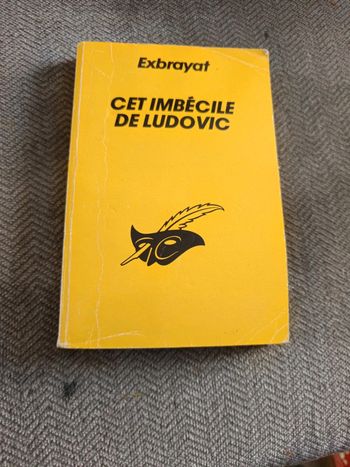 Exbrayat
CET IMBÉCILE
DE LUDOVIC